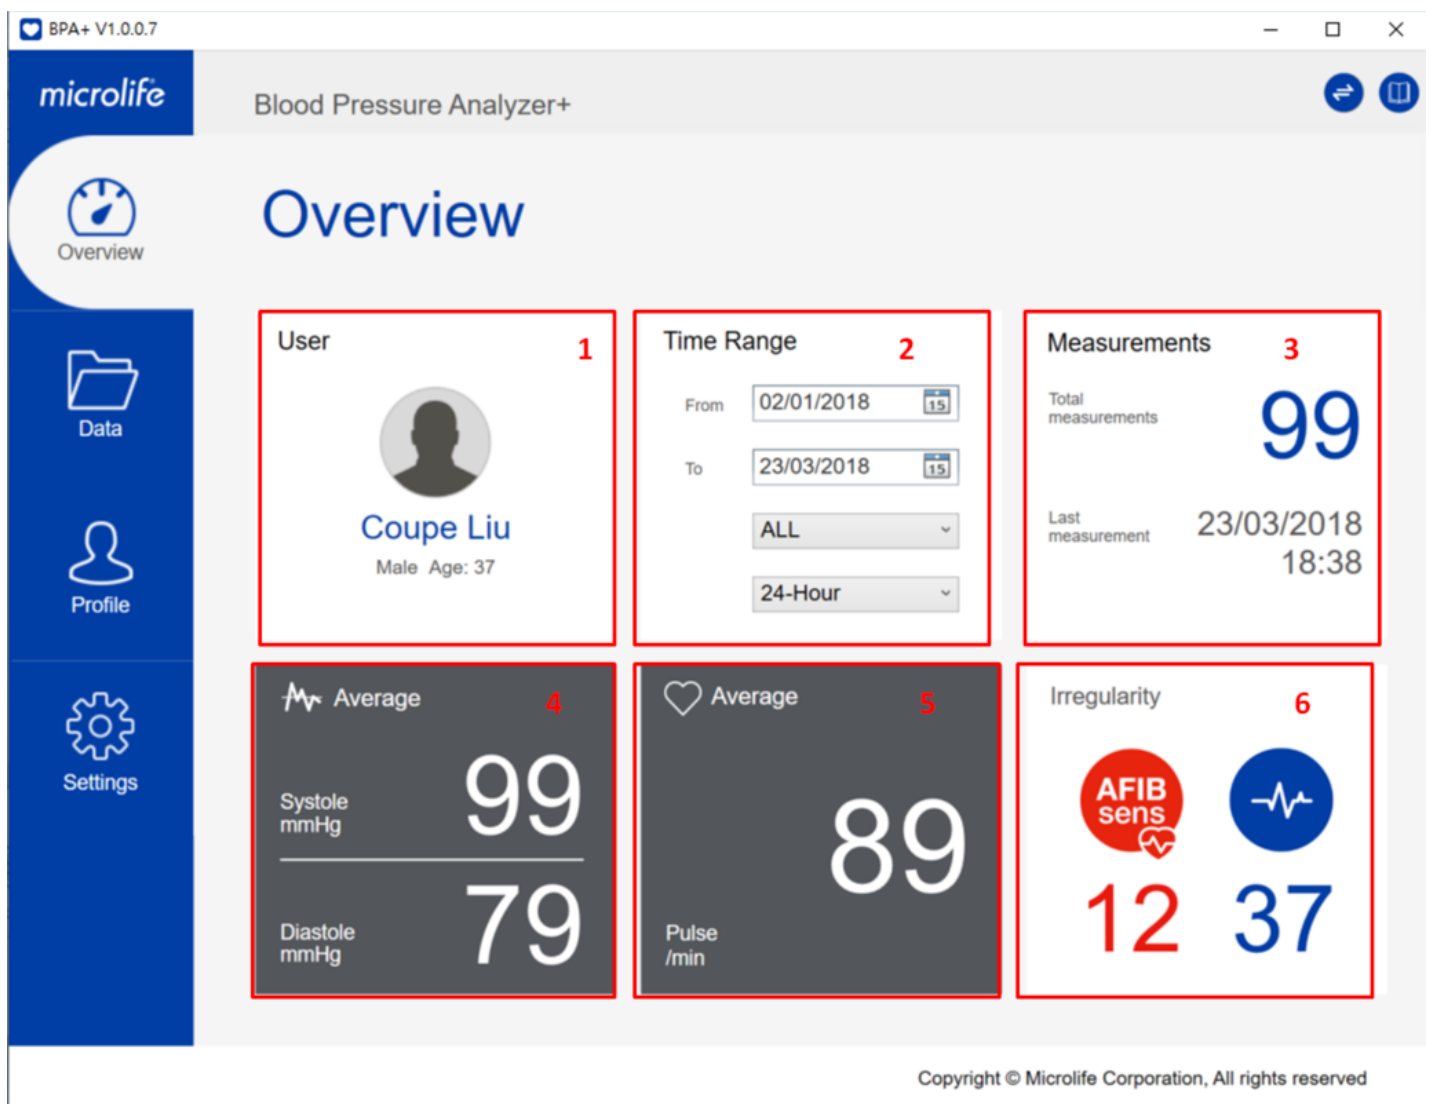 BPA+ V1.0.0.7
microlife
Blood Pressure Analyzer+
Overview
Overview
Data
Profile
Settings
User
1
Coupe Liu
Male Age: 37
Time Range
2
From
02/01/2018
15
To
23/03/2018
15
ALL
24-Hour
Measurements
3
Total
measurements
99
Last
measurement
23/03/2018
18:38
Average
4
Systole
mmHg
99
Diastole
mmHg
79
Average
5
89
Pulse
/min
Irregularity
6
AFIB
sens
12
37
Copyright © Microlife Corporation, All rights reserved